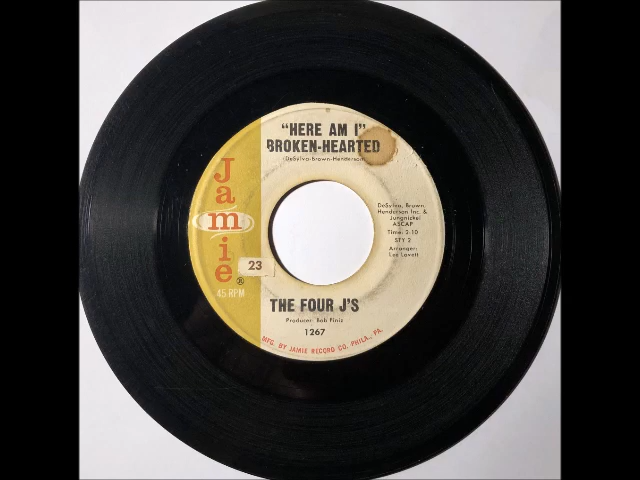 "HERE AM I"
BROKEN-HEARTED
(DeSylva-Brown-Henderson)
Jamie
®
23
45 RPM
DeSylva, Brown,
Henderson Inc. &
Jungnickel
ASCAP
Time: 2:10
STY 2
Arranger:
Lee Lovett
THE FOUR J'S
Producer: Bob Finiz
1267
MFG. BY JAMIE RECORD CO. PHILA., PA.